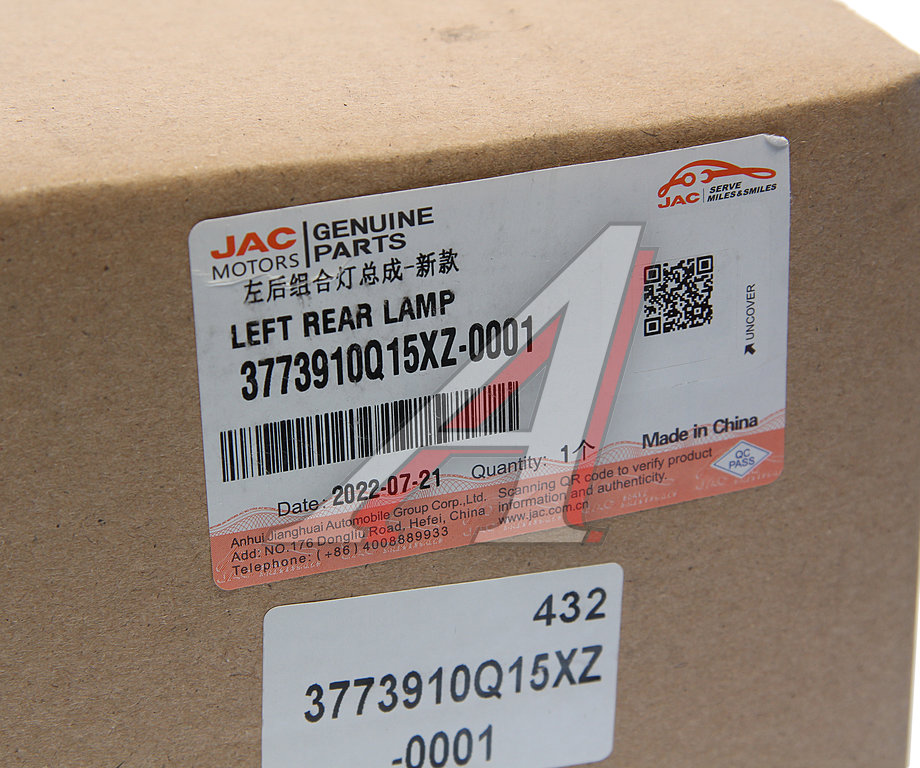 JAC MOTORS
GENUINE PARTS
JAC SERVE MILES & SMILES
左后组合灯总成-新款
LEFT REAR LAMP
3773910Q15XZ-0001
UNCOVER
Date: 2022-07-21
Quantity: 1个
Made in China
QC PASS
Anhui Jianghuai Automobile Group Corp.,Ltd.
Add: NO.176 Dongliu Road, Hefei, China
Telephone: (+86) 4008889933
Scanning QR code to verify product
information and authenticity.
www.jac.com.cn
432
3773910Q15XZ
-0001